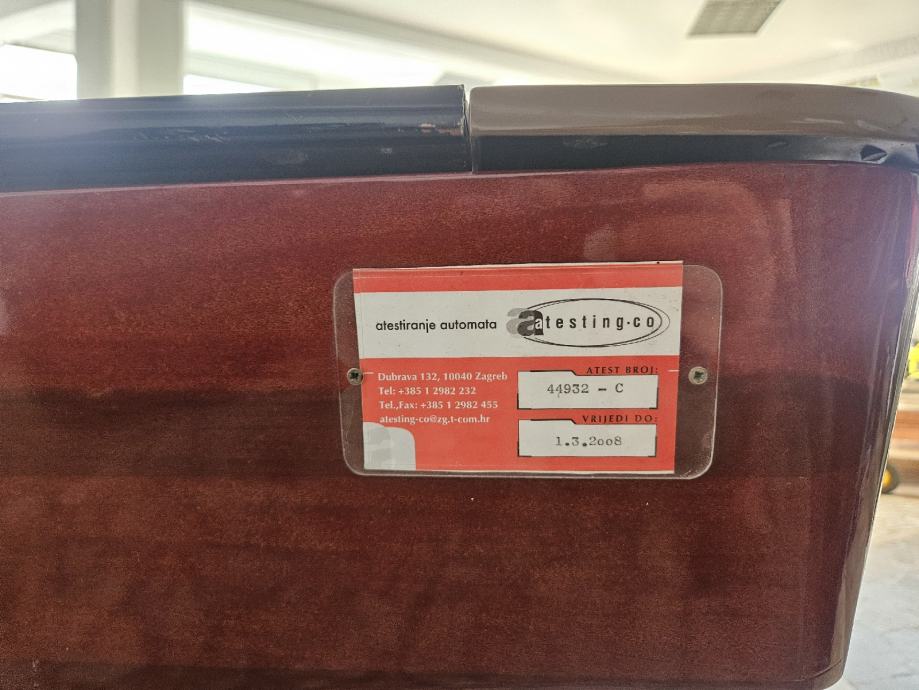 atestiranje automata
atesting·co
Dubrava 132, 10040 Zagreb
Tel: +385 1 2982 232
Tel.,Fax: +385 1 2982 455
atesting-co@zg.t-com.hr
ATEST BROJ:
44932 - C
VRIJEDI DO:
1.3.2008